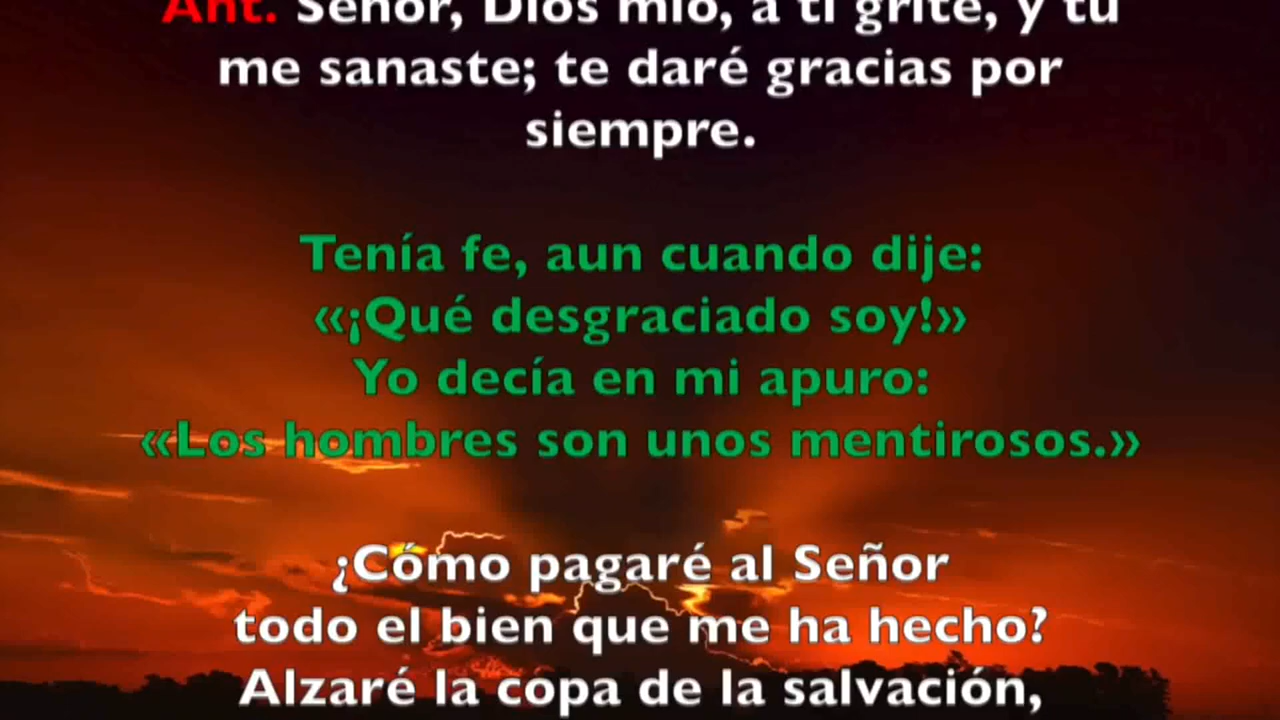 Ant. Señor, Dios mío, a ti grité, y tú
me sanaste; te daré gracias por
siempre.
Tenía fe, aun cuando dije:
«¡Qué desgraciado soy!»
Yo decía en mi apuro:
«Los hombres son unos mentirosos.»
¿Cómo pagaré al Señor
todo el bien que me ha hecho?
Alzaré la copa de la salvación,